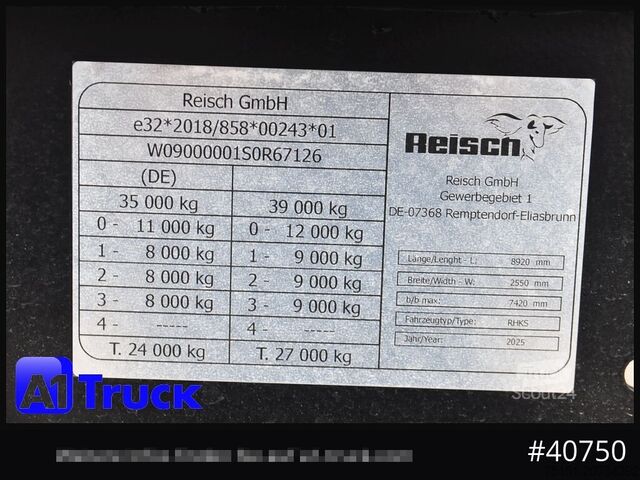 Reisch GmbH
e32*2018/858*00243*01
W09000001S0R67126
(DE)
35 000 kg 39 000 kg
0- 11 000 kg 0- 12 000 kg
1- 8 000 kg 1- 9 000 kg
2- 8 000 kg 2- 9 000 kg
3- 8 000 kg 3- 9 000 kg
4- ----- 4- -----
T. 24 000 kg T. 27 000 kg
Reisch
Reisch GmbH
Gewerbegebiet 1
DE-07368 Remptendorf-Eliasbrunn
Länge/Lenght - L: 8920 mm
Breite/Width - W: 2550 mm
b/b max: 7420 mm
Fahrzeugtyp/Type: RHKS
Jahr/Year: 2025
Scout24
A1 Truck
#40750